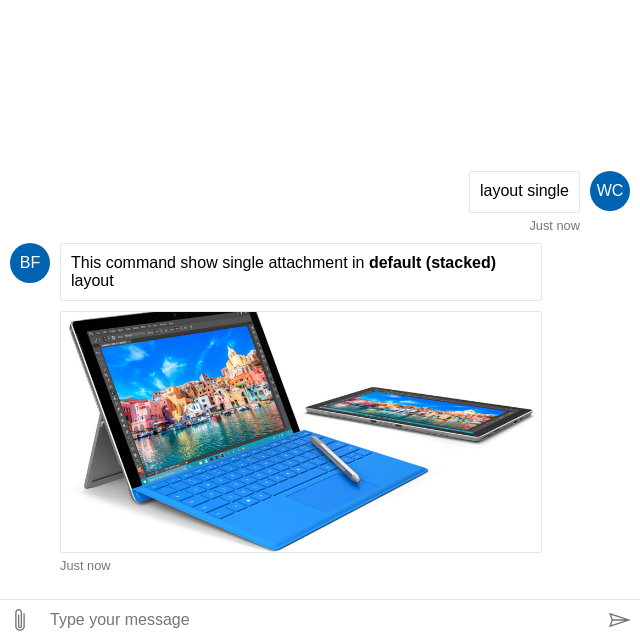 layout single
WC
Just now
BF
This command show single attachment in default (stacked)
layout
Just now
Type your message